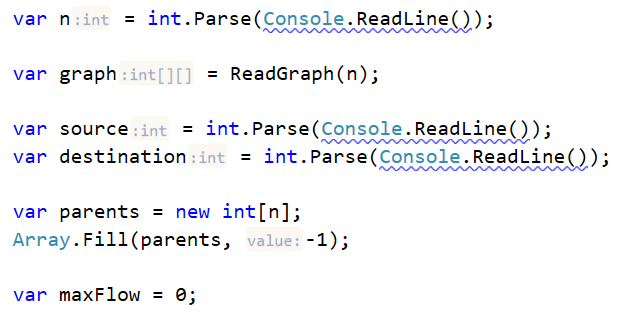 var n:int = int.Parse(Console.ReadLine());
var graph:int[][] = ReadGraph(n);
var source:int = int.Parse(Console.ReadLine());
var destination:int = int.Parse(Console.ReadLine());
var parents = new int[n];
Array.Fill(parents, value: -1);
var maxFlow = 0;